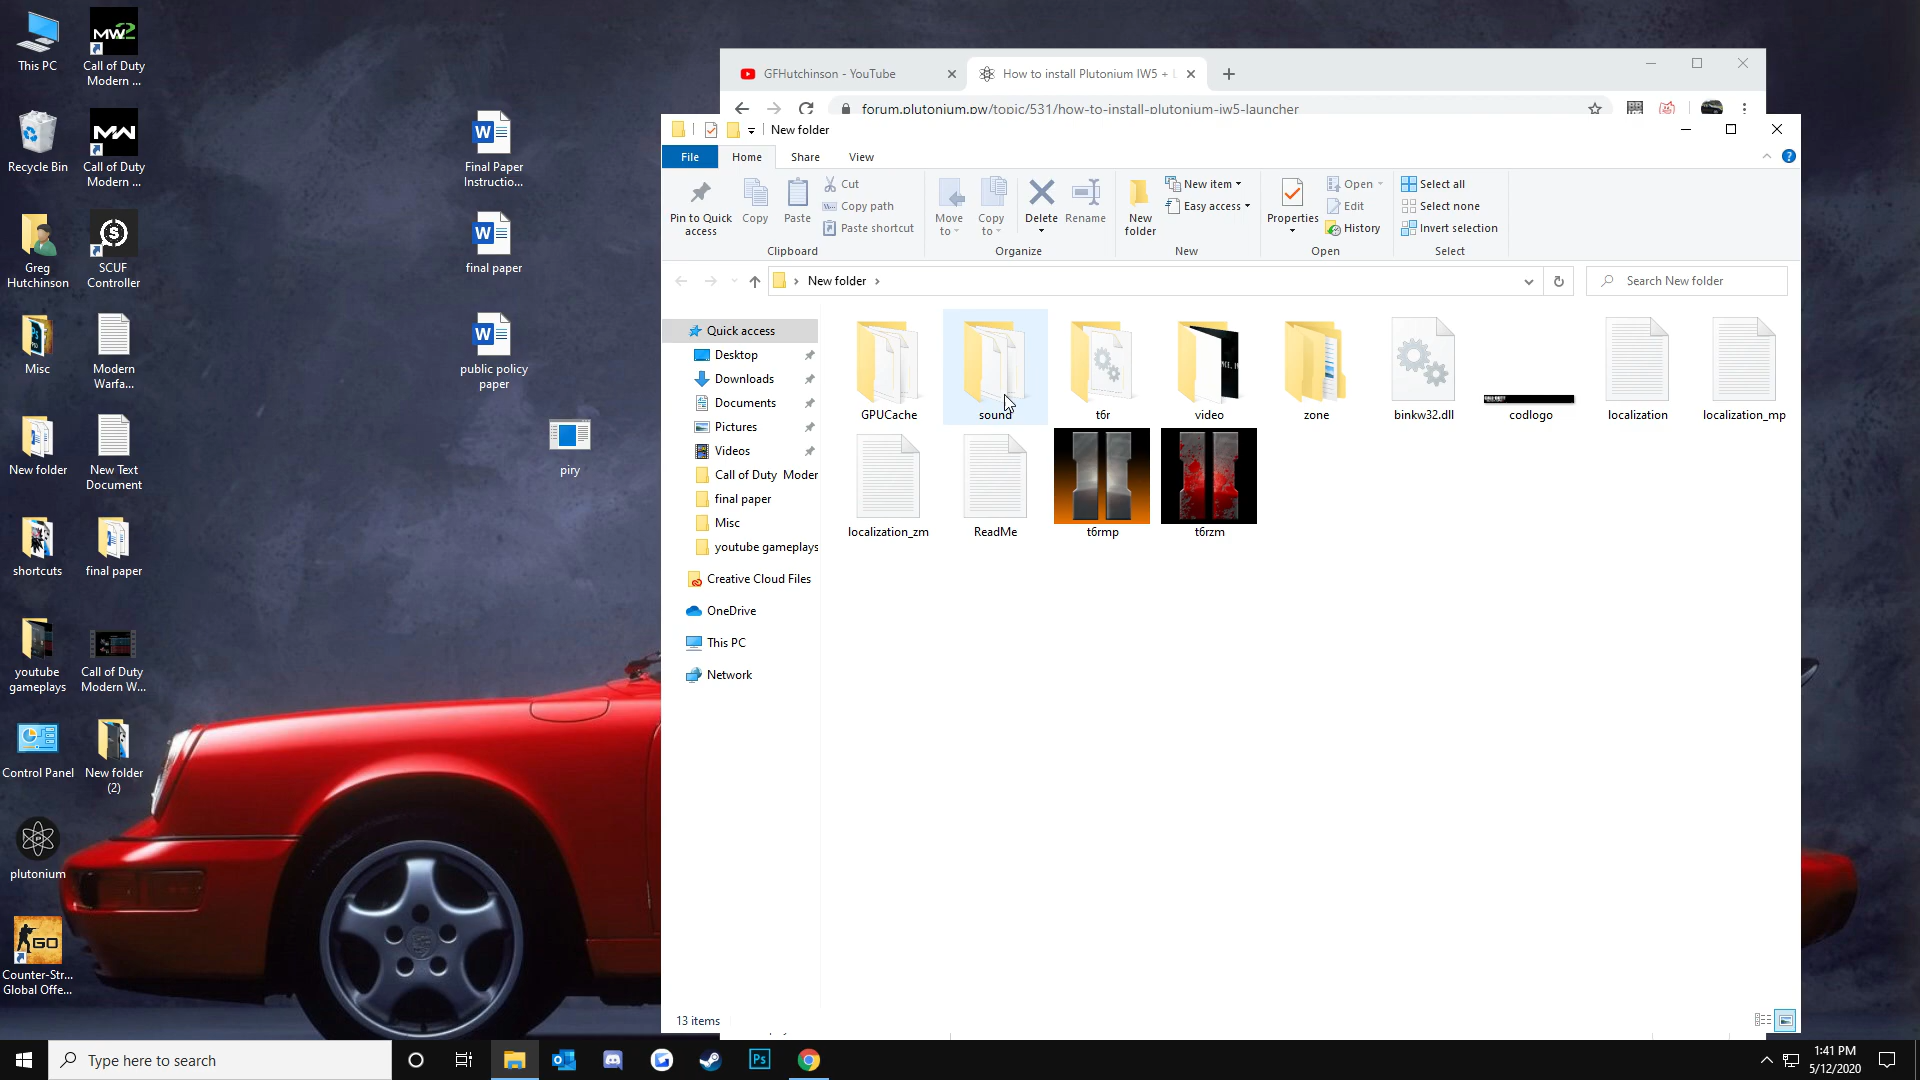 This PC
Call of Duty
Modern ...
Recycle Bin
Call of Duty
Modern ...
Greg
Hutchinson
SCUF
Controller
Misc
Modern
Warfa...
New folder
New Text
Document
shortcuts
final paper
youtube
gameplays
Call of Duty
Modern W...
Control Panel
New folder
(2)
plutonium
Counter-Str...
Global Offe...
Final Paper
Instructio...
final paper
public policy
paper
piry
GFHutchinson - YouTube
How to install Plutonium IW5 +
forum.plutonium.pw/topic/531/how-to-install-plutonium-iw5-launcher
New folder
File
Home
Share
View
Pin to Quick
access
Copy
Paste
Cut
Copy path
Paste shortcut
Clipboard
Move
to
Copy
to
Delete
Rename
Organize
New
folder
New item
Easy access
New
Properties
Open
Edit
History
Open
Select all
Select none
Invert selection
Select
New folder
Search New folder
Quick access
Desktop
Downloads
Documents
Pictures
Videos
Call of Duty Moder
final paper
Misc
youtube gameplays
Creative Cloud Files
OneDrive
This PC
Network
GPUCache
sound
t6r
video
zone
binkw32.dll
codlogo
localization
localization_mp
localization_zm
ReadMe
t6rmp
t6rzm
13 items
Type here to search
Ps
1:41 PM
5/12/2020